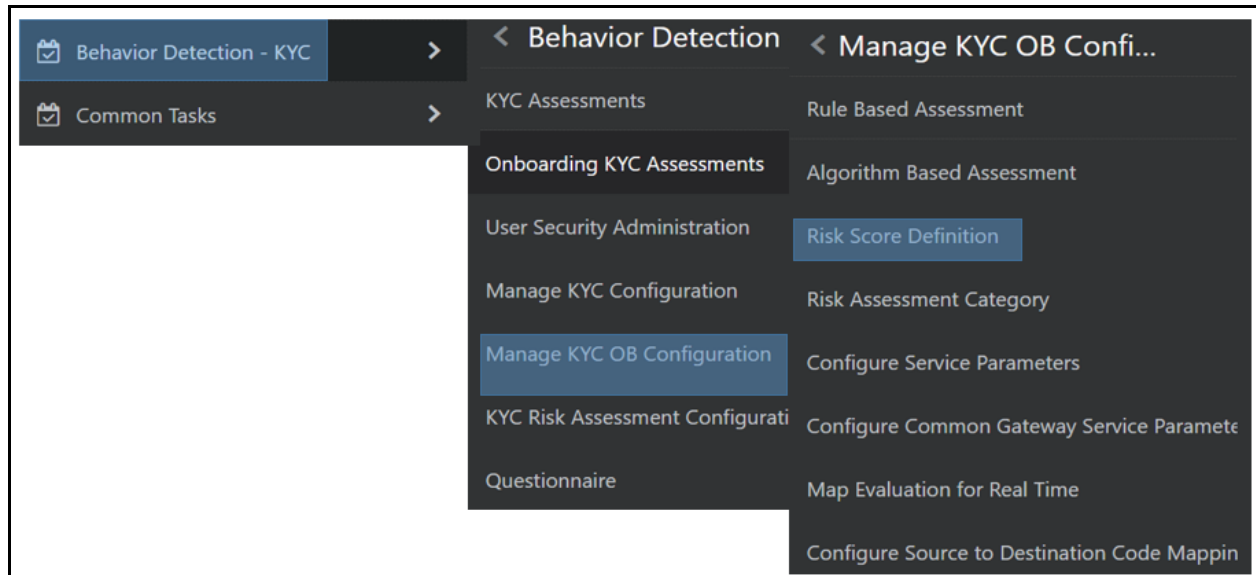 Behavior Detection - KYC
Common Tasks
Behavior Detection
KYC Assessments
Onboarding KYC Assessments
User Security Administration
Manage KYC Configuration
Manage KYC OB Configuration
KYC Risk Assessment Configurati
Questionnaire
Manage KYC OB Confi...
Rule Based Assessment
Algorithm Based Assessment
Risk Score Definition
Risk Assessment Category
Configure Service Parameters
Configure Common Gateway Service Paramete
Map Evaluation for Real Time
Configure Source to Destination Code Mappin